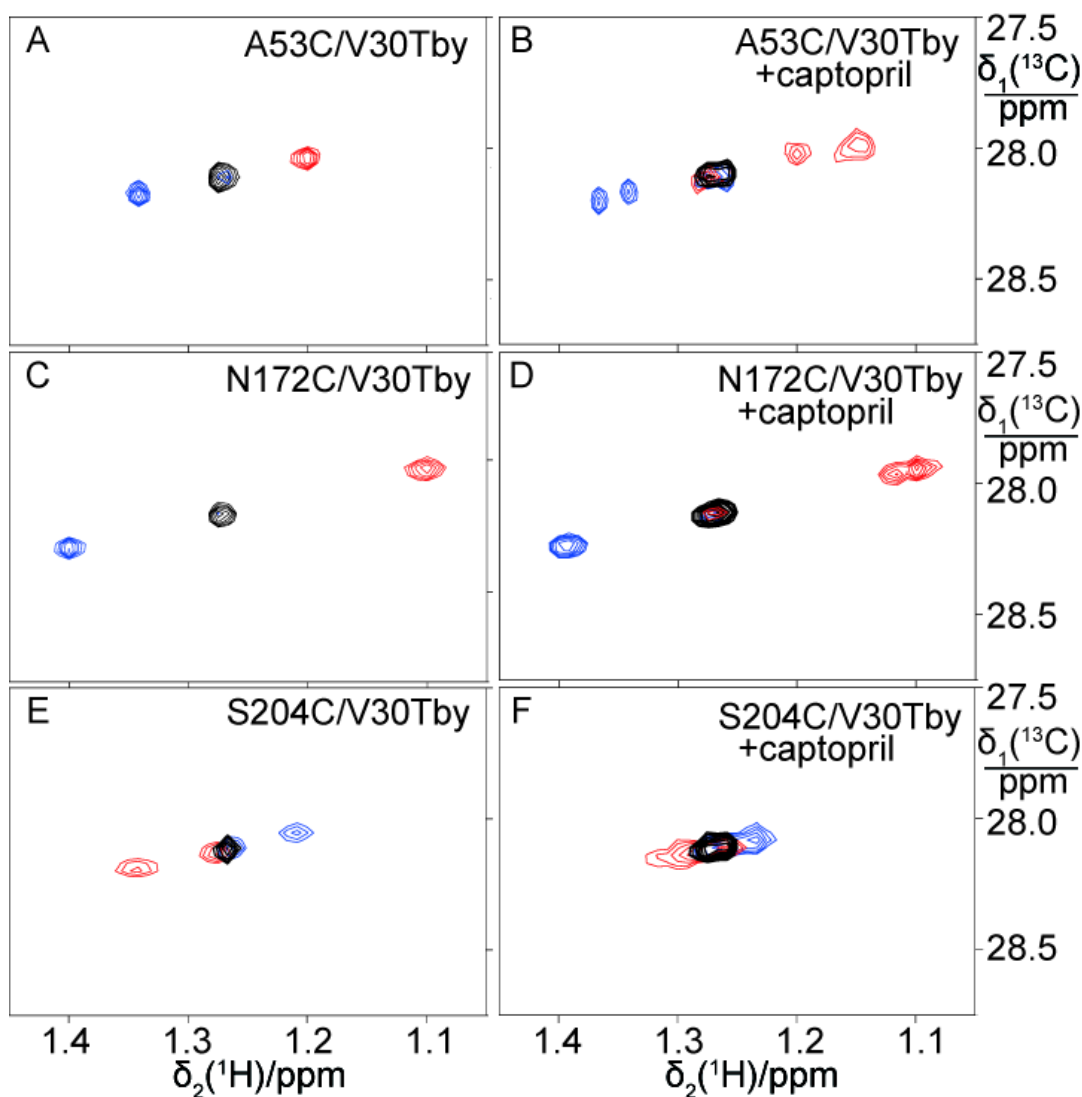 A
A53C/V30Tby
B
A53C/V30Tby
+captopril
27.5
δ₁(¹³C)
ppm
28.0
28.5
C
N172C/V30Tby
D
N172C/V30Tby
+captopril
27.5
δ₁(¹³C)
ppm
28.0
28.5
E
S204C/V30Tby
F
S204C/V30Tby
+captopril
27.5
δ₁(¹³C)
ppm
28.0
28.5
1.4 1.3 1.2 1.1
δ₂(¹H)/ppm
1.4 1.3 1.2 1.1
δ₂(¹H)/ppm